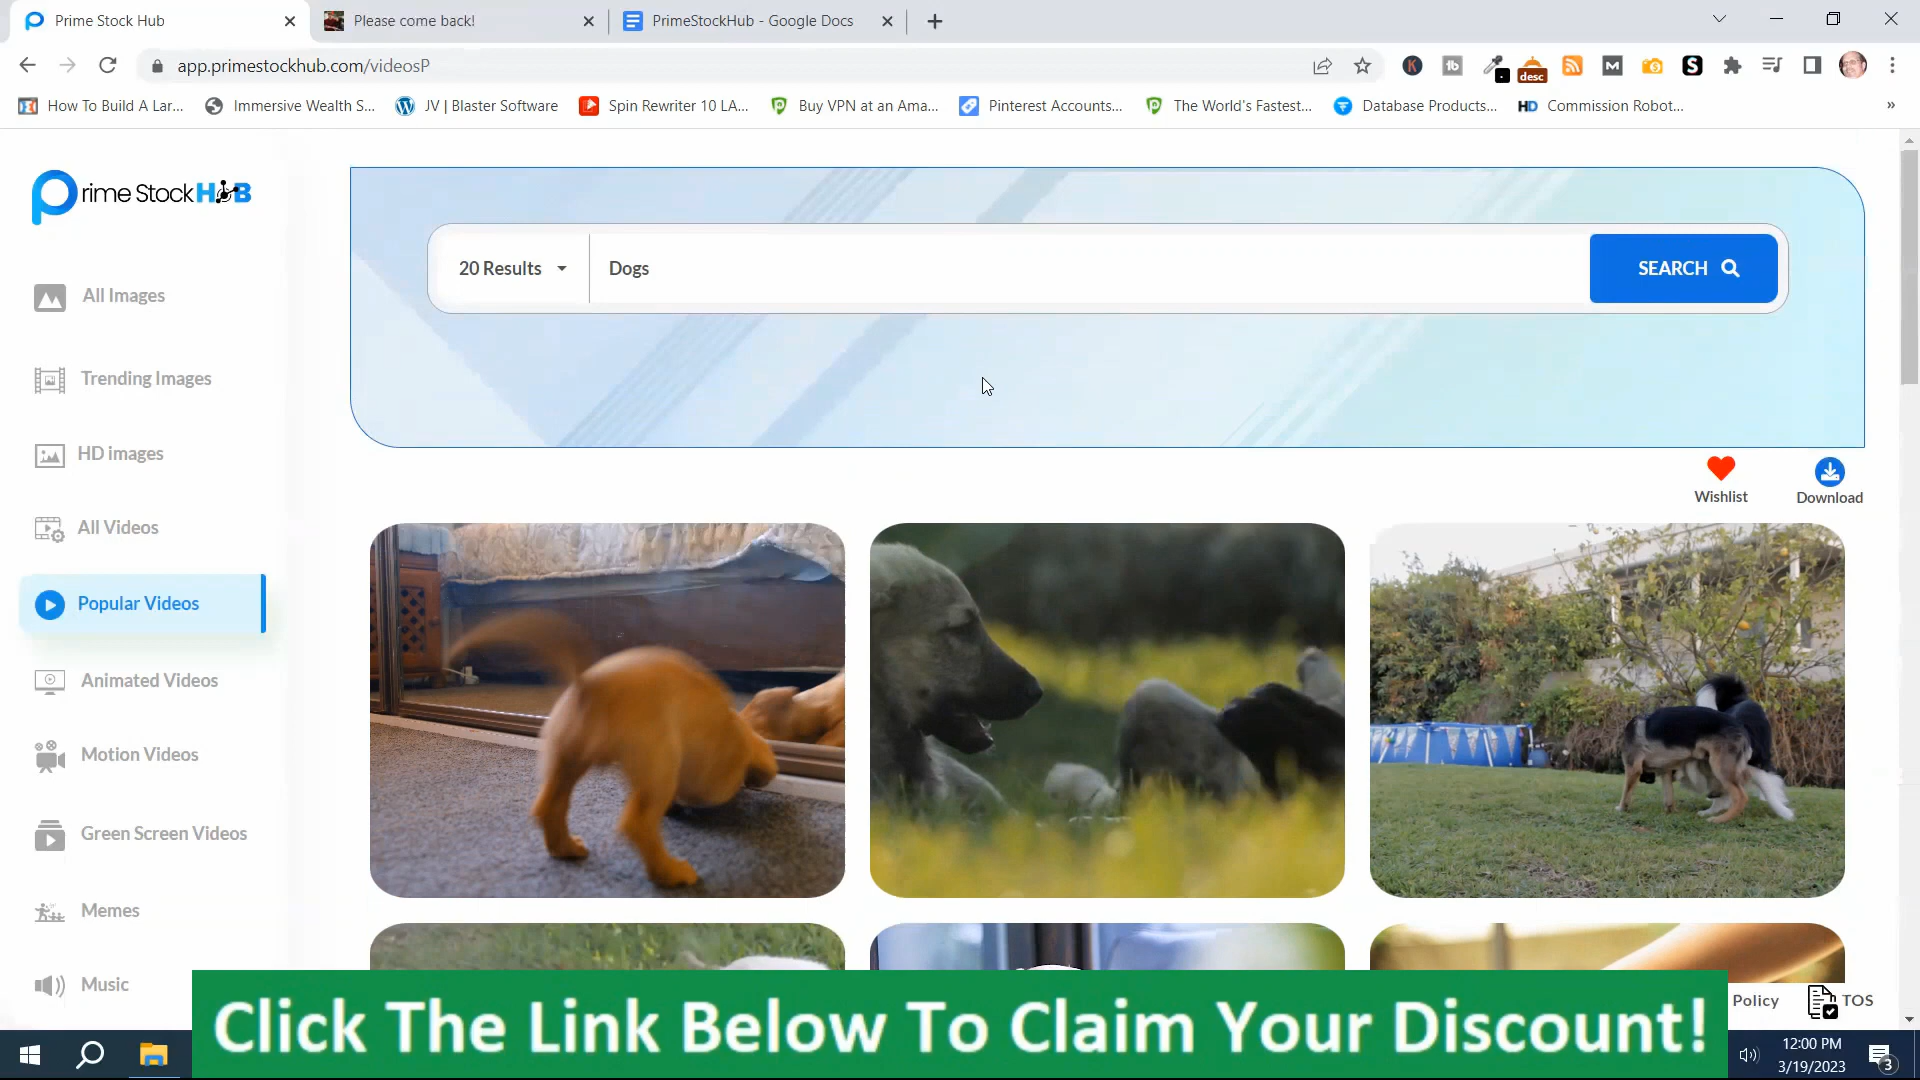 Prime Stock Hub
Please come back!
PrimeStockHub - Google Docs
app.primestockhub.com/videosP
desc
How To Build A Lar...
Immersive Wealth S...
JV | Blaster Software
Spin Rewriter 10 LA...
Buy VPN at an Ama...
Pinterest Accounts...
The World's Fastest...
Database Products...
HD Commission Robot...
Prime Stock HUB
20 Results
Dogs
SEARCH
All Images
Trending Images
HD images
All Videos
Popular Videos
Animated Videos
Motion Videos
Green Screen Videos
Memes
Music
Wishlist
Download
Policy
TOS
Click The Link Below To Claim Your Discount!
12:00 PM
3/19/2023
3